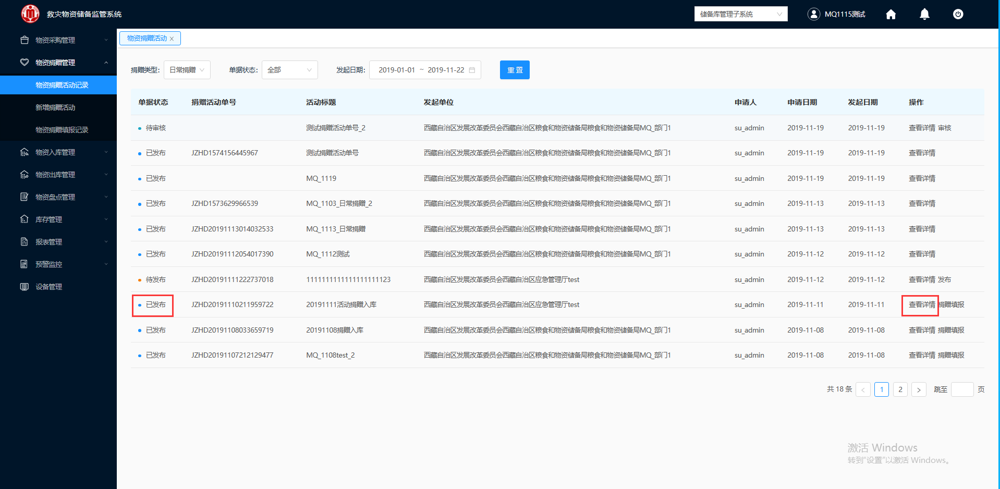 救灾物资储备监管系统
储备库管理子系统
MQ1115测试
物资采购管理
物资捐赠管理
物资捐赠活动记录
新增捐赠活动
物资捐赠填报记录
物资入库管理
物资出库管理
物资盘点管理
库存管理
报表管理
预警监控
设备管理
物资捐赠活动
捐赠类型: 日常捐赠 单据状态: 全部 发起日期: 2019-01-01 ~ 2019-11-22 重 置
单据状态 捐赠活动单号 活动标题 发起单位 申请人 申请日期 发起日期 操作
待审核 测试捐赠活动单号_2 西藏自治区发展改革委员会西藏自治区粮食和物资储备局粮食和物资储备局MQ_部门1 su_admin 2019-11-19 2019-11-19 查看详情 审核
已发布 JZHD1574156445967 测试捐赠活动单号 西藏自治区发展改革委员会西藏自治区粮食和物资储备局粮食和物资储备局MQ_部门1 su_admin 2019-11-19 2019-11-19 查看详情
已发布 MQ_1119 西藏自治区发展改革委员会西藏自治区粮食和物资储备局粮食和物资储备局MQ_部门1 su_admin 2019-11-19 2019-11-19 查看详情
已发布 JZHD1573629966539 MQ_1103_日常捐赠_2 西藏自治区发展改革委员会西藏自治区粮食和物资储备局粮食和物资储备局MQ_部门1 su_admin 2019-11-13 2019-11-13 查看详情
已发布 JZHD20191113014032533 MQ_1113_日常捐赠 西藏自治区发展改革委员会西藏自治区粮食和物资储备局粮食和物资储备局MQ_部门1 su_admin 2019-11-13 2019-11-13 查看详情
已发布 JZHD20191112054017390 MQ_1112测试 西藏自治区发展改革委员会西藏自治区粮食和物资储备局粮食和物资储备局MQ_部门1 su_admin 2019-11-12 2019-11-12 查看详情
待发布 JZHD20191111222737018 1111111111111111111123 西藏自治区发展改革委员会西藏自治区应急管理厅test su_admin 2019-11-12 2019-11-12 查看详情 发布
已发布 JZHD20191110211959722 20191111活动捐赠入库 西藏自治区发展改革委员会西藏自治区应急管理厅test su_admin 2019-11-11 2019-11-11 查看详情 捐赠填报
已发布 JZHD20191108033659719 20191108捐赠入库 西藏自治区发展改革委员会西藏自治区粮食和物资储备局粮食和物资储备局MQ_部门1 su_admin 2019-11-08 2019-11-08 查看详情 捐赠填报
已发布 JZHD20191107212129477 MQ_1108test_2 西藏自治区发展改革委员会西藏自治区粮食和物资储备局粮食和物资储备局MQ_部门1 su_admin 2019-11-08 2019-11-08 查看详情 捐赠填报
共 18 条 < 1 2 > 跳至 页
激活 Windows
转到"设置"以激活 Windows。